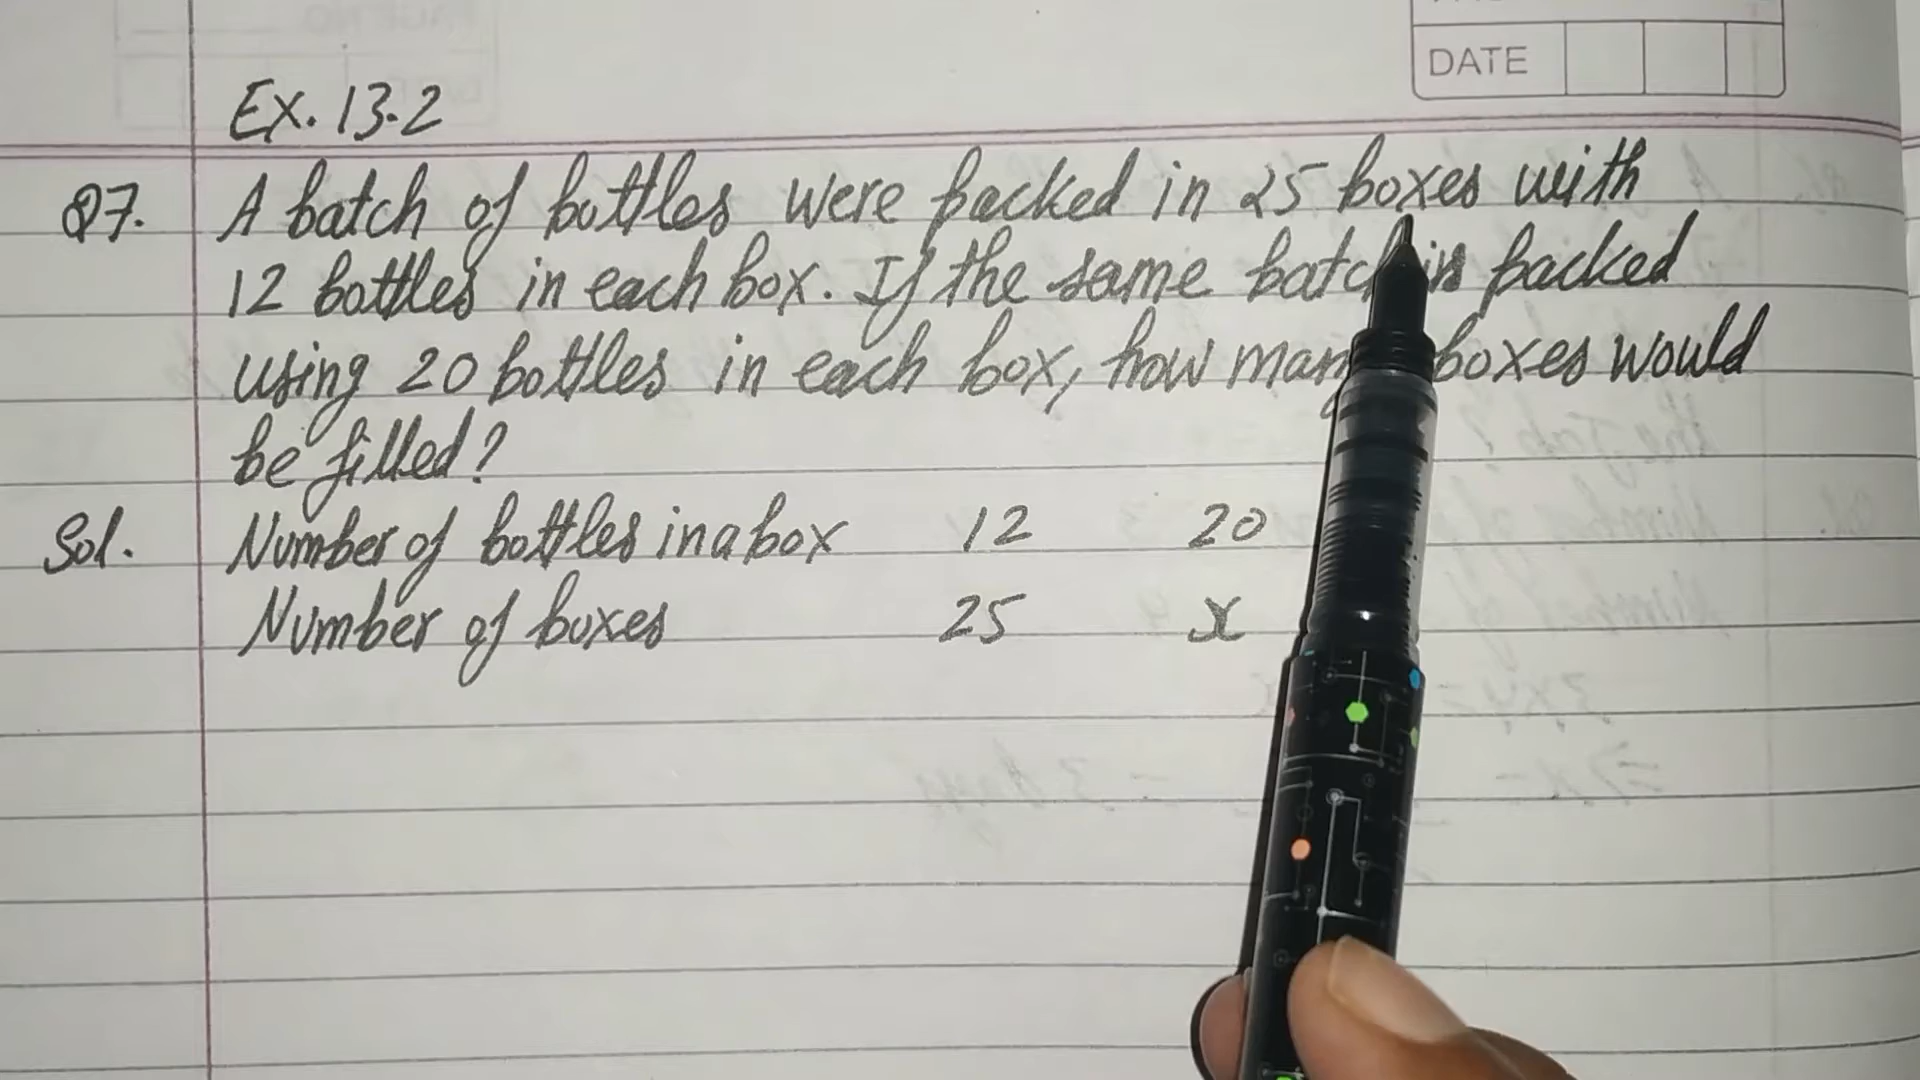 DATE
Ex. 13.2
Q7. A batch of bottles were packed in 25 boxes with
12 bottles in each box. If the same batch is packed
using 20 bottles in each box, how many boxes would
be filled?
Sol. Number of bottles in a box 12 20
Number of boxes 25 x